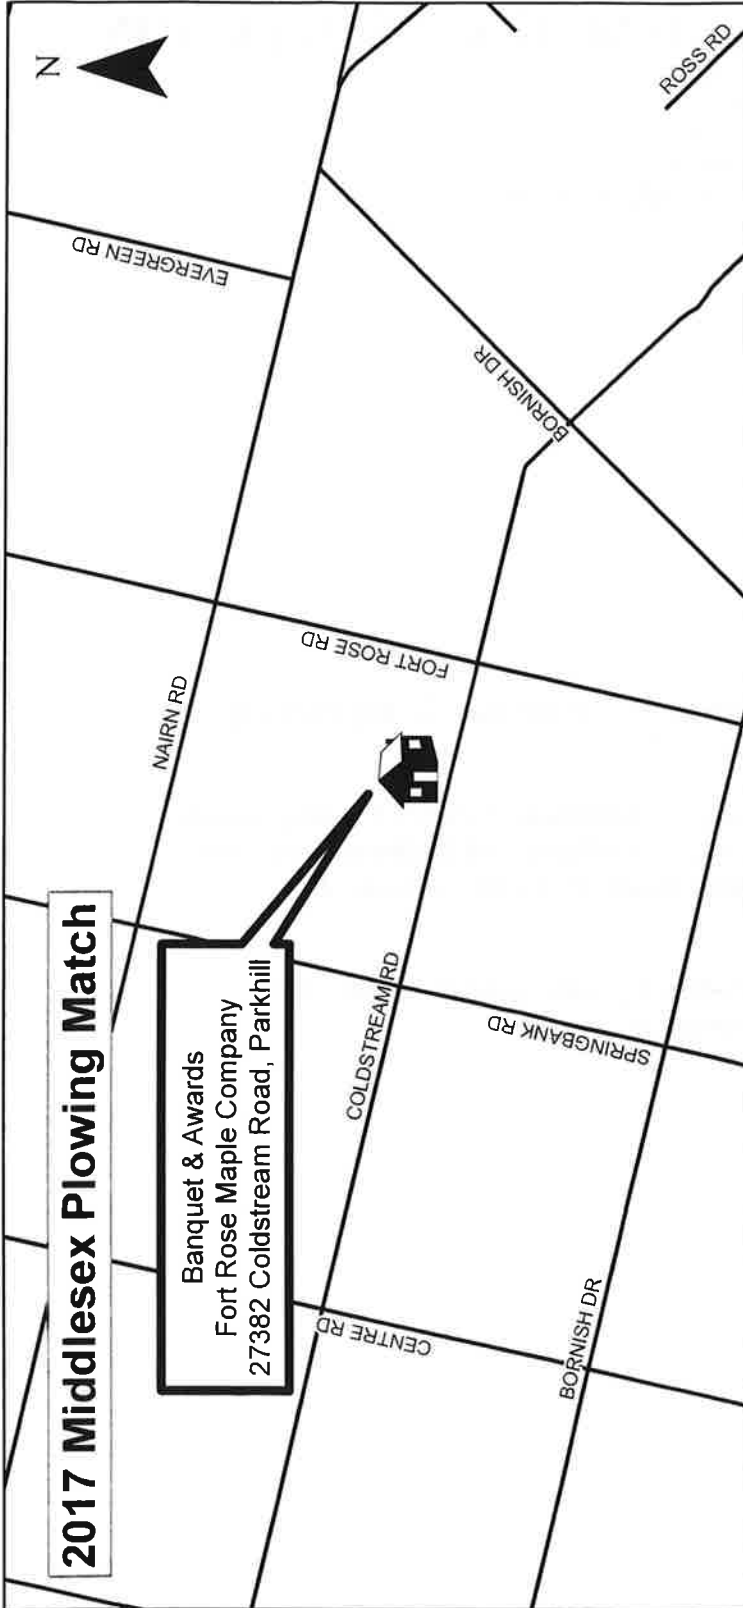 2017 Middlesex Plowing Match
N
Banquet & Awards
Fort Rose Maple Company
27382 Coldstream Road, Parkhill
NAIRN RD
EVERGREEN RD
ROSS RD
FORT ROSE RD
BORNISH DR
COLDSTREAM RD
SPRINGBANK RD
CENTRE RD
BORNISH DR